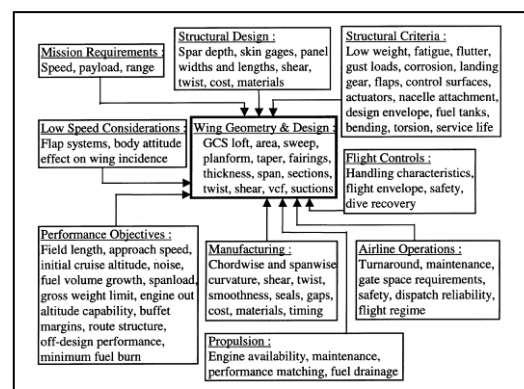 Mission Requirements :
Speed, payload, range
Structural Design :
Spar depth, skin gages, panel
widths and lengths, shear,
twist, cost, materials
Structural Criteria :
Low weight, fatigue, flutter,
gust loads, corrosion, landing
gear, flaps, control surfaces,
actuators, nacelle attachment,
design envelope, fuel tanks,
bending, torsion, service life
Low Speed Considerations :
Flap systems, body attitude
effect on wing incidence
Wing Geometry & Design :
GCS loft, area, sweep,
planform, taper, fairings,
thickness, span, sections,
twist, shear, vcf, suctions
Flight Controls :
Handling characteristics,
flight envelope, safety,
dive recovery
Performance Objectives :
Field length, approach speed,
initial cruise altitude, noise,
fuel volume growth, spanload,
gross weight limit, engine out
altitude capability, buffet
margins, route structure,
off-design performance,
minimum fuel burn
Manufacturing :
Chordwise and spanwise
curvature, shear, twist,
smoothness, seals, gaps,
cost, materials, timing
Airline Operations :
Turnaround, maintenance,
gate space requirements,
safety, dispatch reliability,
flight regime
Propulsion :
Engine availability, maintenance,
performance matching, fuel drainage